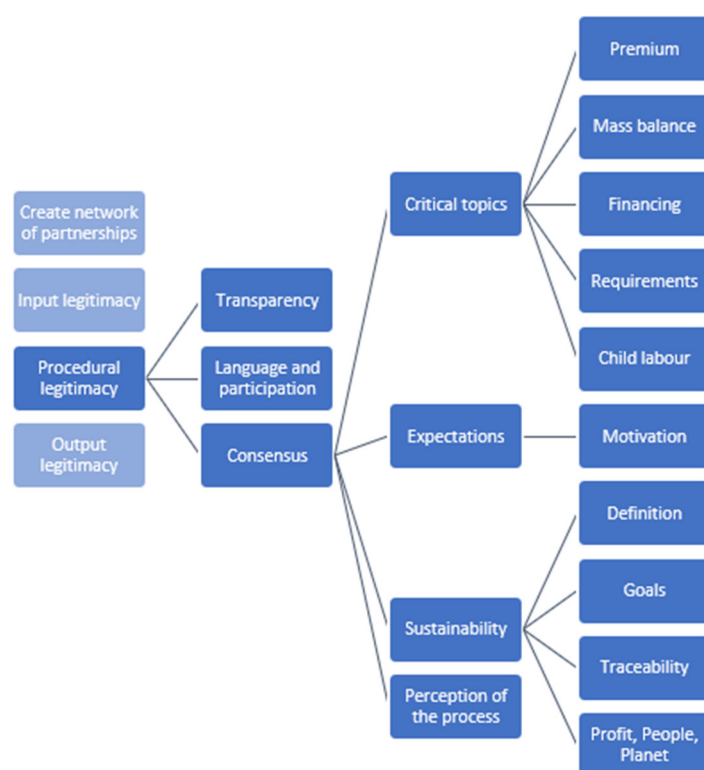 Create network
of partnerships
Input legitimacy
Procedural
legitimacy
Output
legitimacy
Transparency
Language and
participation
Consensus
Critical topics
Expectations
Sustainability
Perception of
the process
Premium
Mass balance
Financing
Requirements
Child labour
Motivation
Definition
Goals
Traceability
Profit, People,
Planet